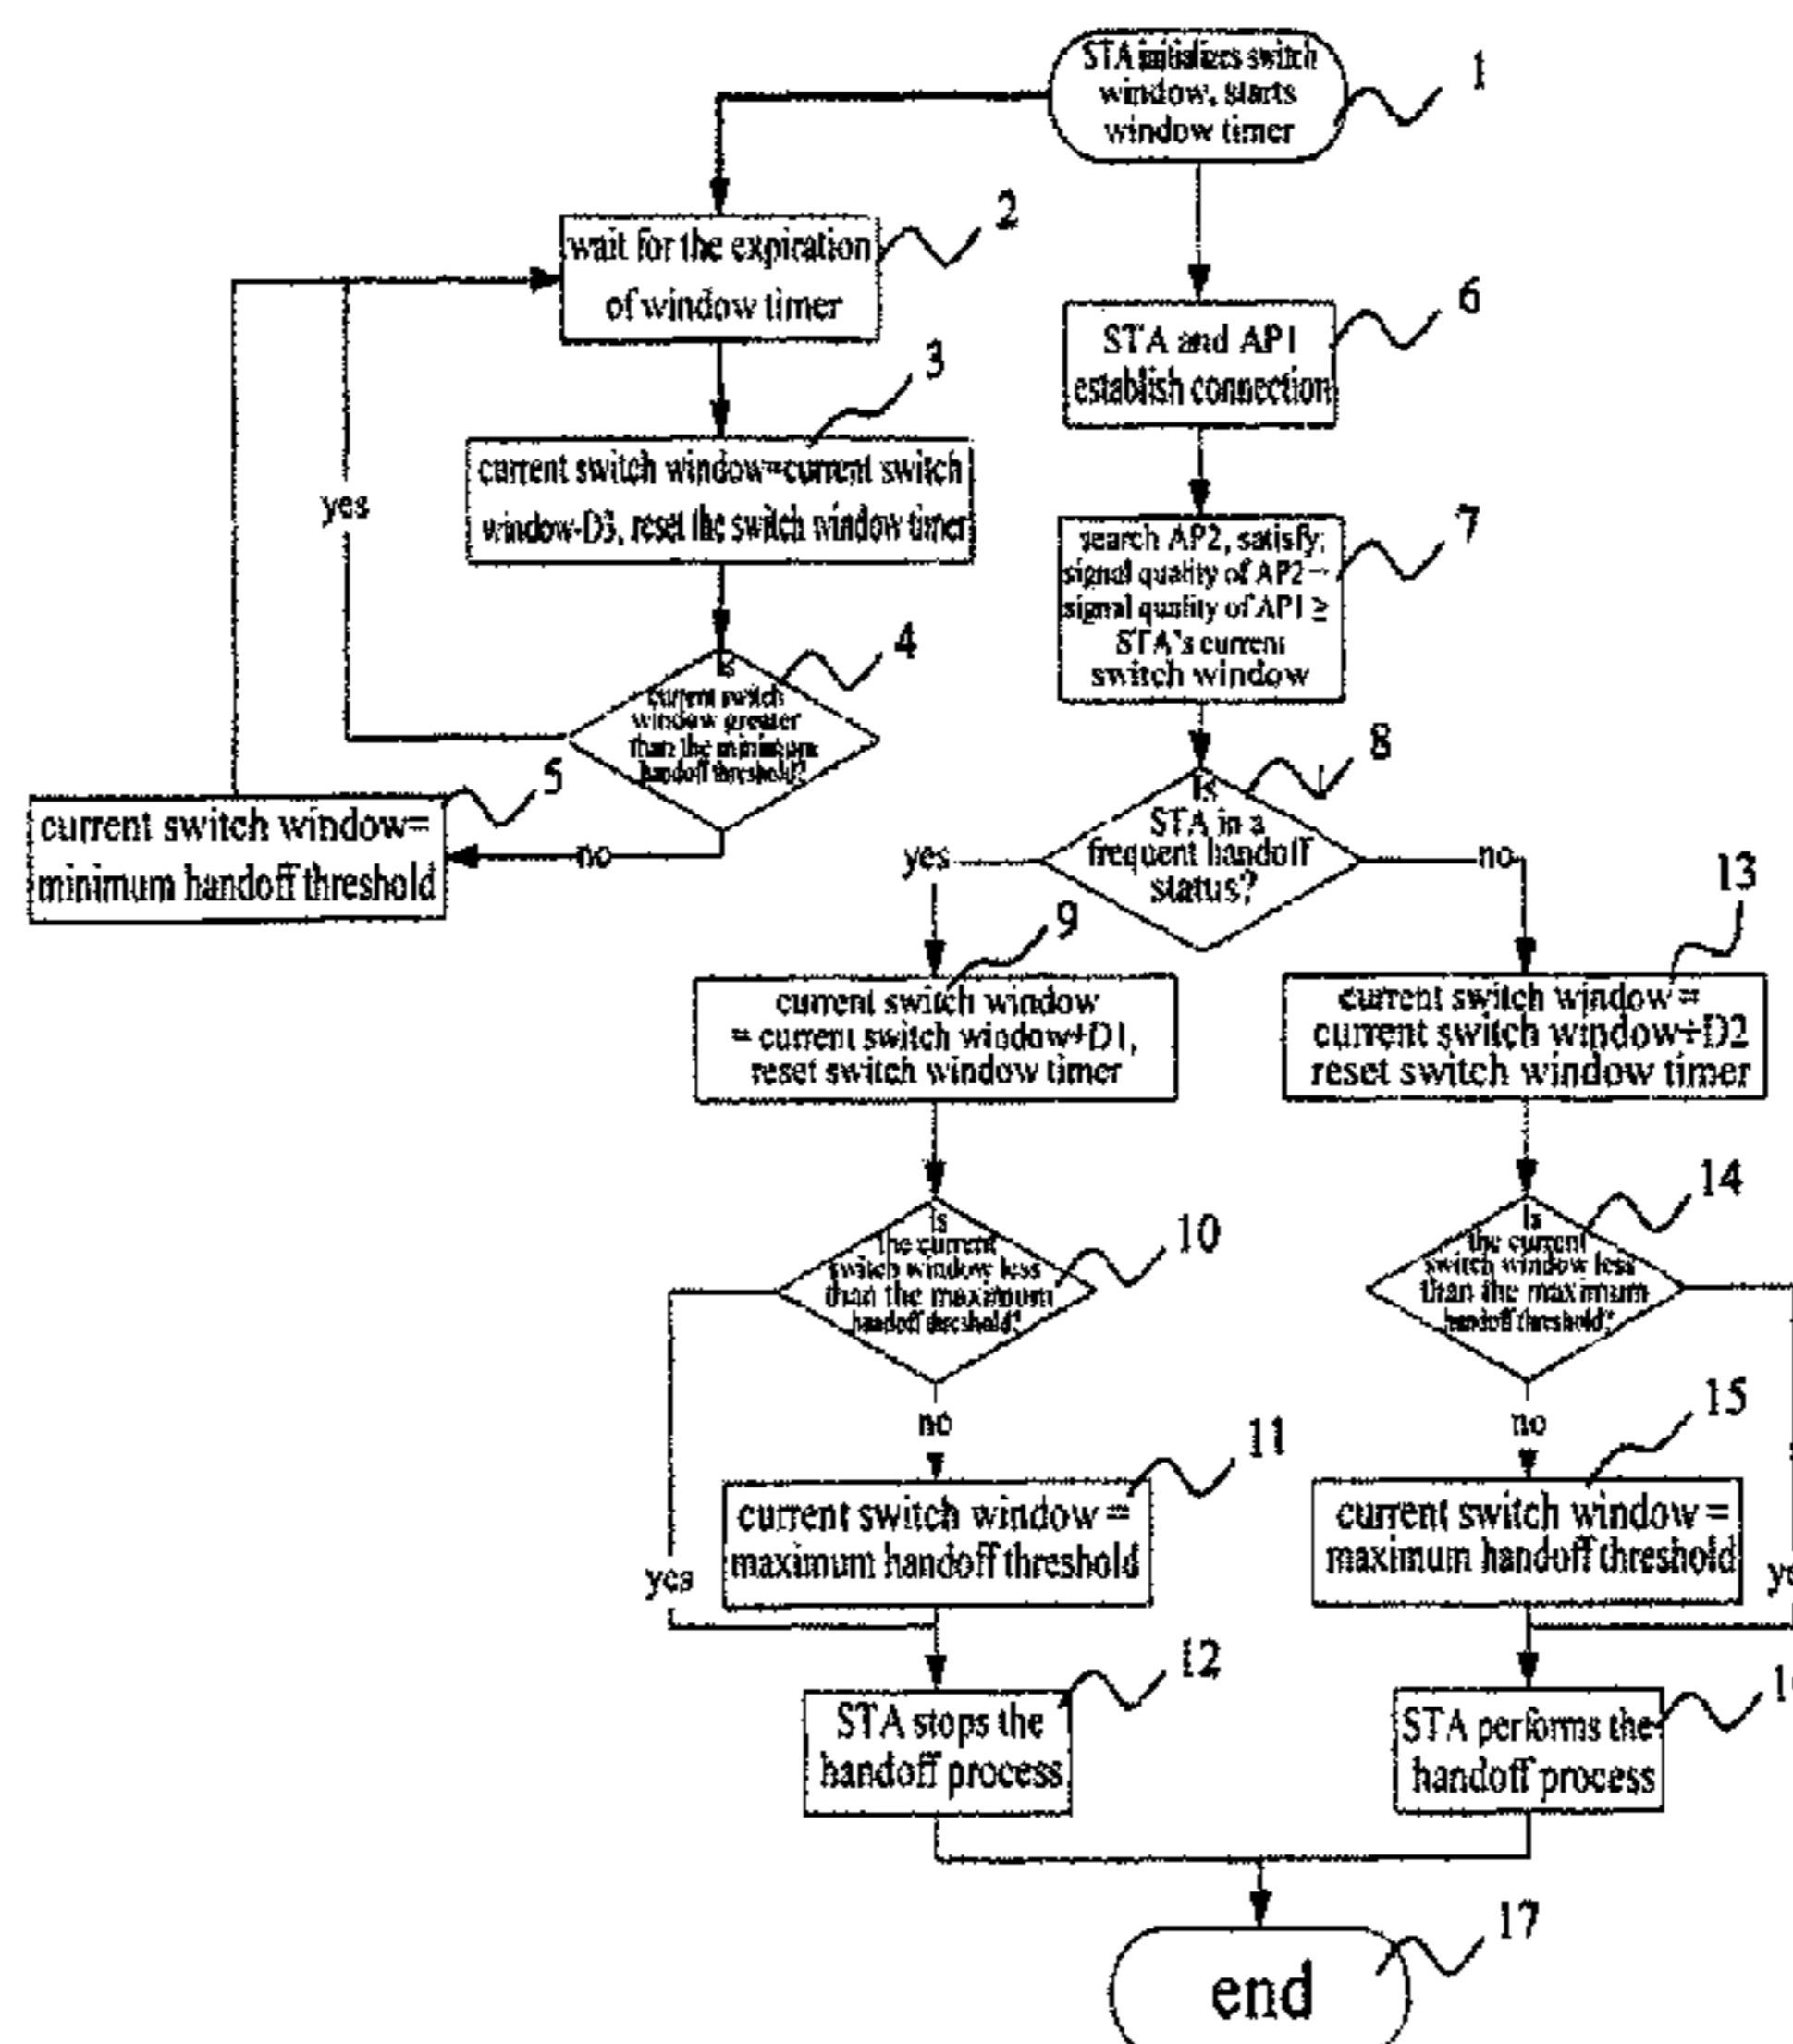 STA initializes switch
window, starts
window timer
1
wait for the expiration
of window timer
2
current switch window=current switch
window-D3, reset the switch window timer
3
Is
current switch
window greater
than the minimum
handoff threshold?
4
yes
no
current switch window=
minimum handoff threshold
5
STA and AP1
establish connection
6
search AP2, satisfy:
signal quality of AP2 –
signal quality of AP1 ≥
STA's current
switch window
7
Is
STA in a
frequent handoff
status?
8
yes
no
current switch window
= current switch window+D1,
reset switch window timer
9
Is
the current
switch window less
than the maximum
handoff threshold?
10
no
yes
current switch window =
maximum handoff threshold
11
STA stops the
handoff process
12
current switch window =
current switch window+D2
reset switch window timer
13
Is
the current
switch window less
than the maximum
handoff threshold?
14
no
current switch window =
maximum handoff threshold
15
STA performs the
handoff process
end
17